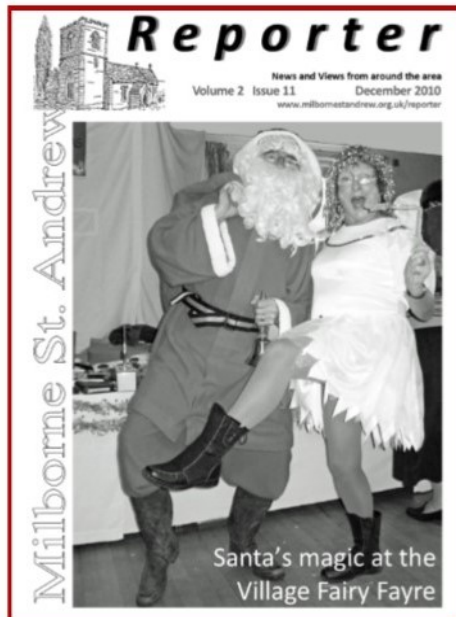 Reporter
News and Views from around the area
Volume 2 Issue 11 December 2010
www.milbornestandrew.org.uk/reporter
Milborne St. Andrew
Santa's magic at the
Village Fairy Fayre